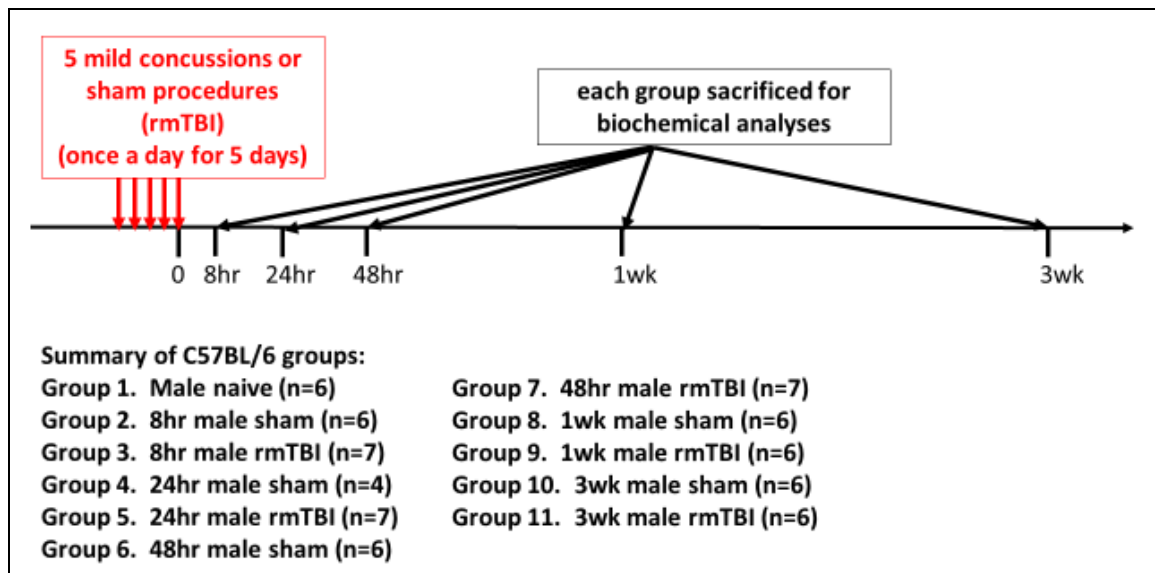 5 mild concussions or
sham procedures
(rmTBI)
(once a day for 5 days)
each group sacrificed for
biochemical analyses
0 8hr 24hr 48hr 1wk 3wk
Summary of C57BL/6 groups:
Group 1. Male naive (n=6)
Group 2. 8hr male sham (n=6)
Group 3. 8hr male rmTBI (n=7)
Group 4. 24hr male sham (n=4)
Group 5. 24hr male rmTBI (n=7)
Group 6. 48hr male sham (n=6)
Group 7. 48hr male rmTBI (n=7)
Group 8. 1wk male sham (n=6)
Group 9. 1wk male rmTBI (n=6)
Group 10. 3wk male sham (n=6)
Group 11. 3wk male rmTBI (n=6)